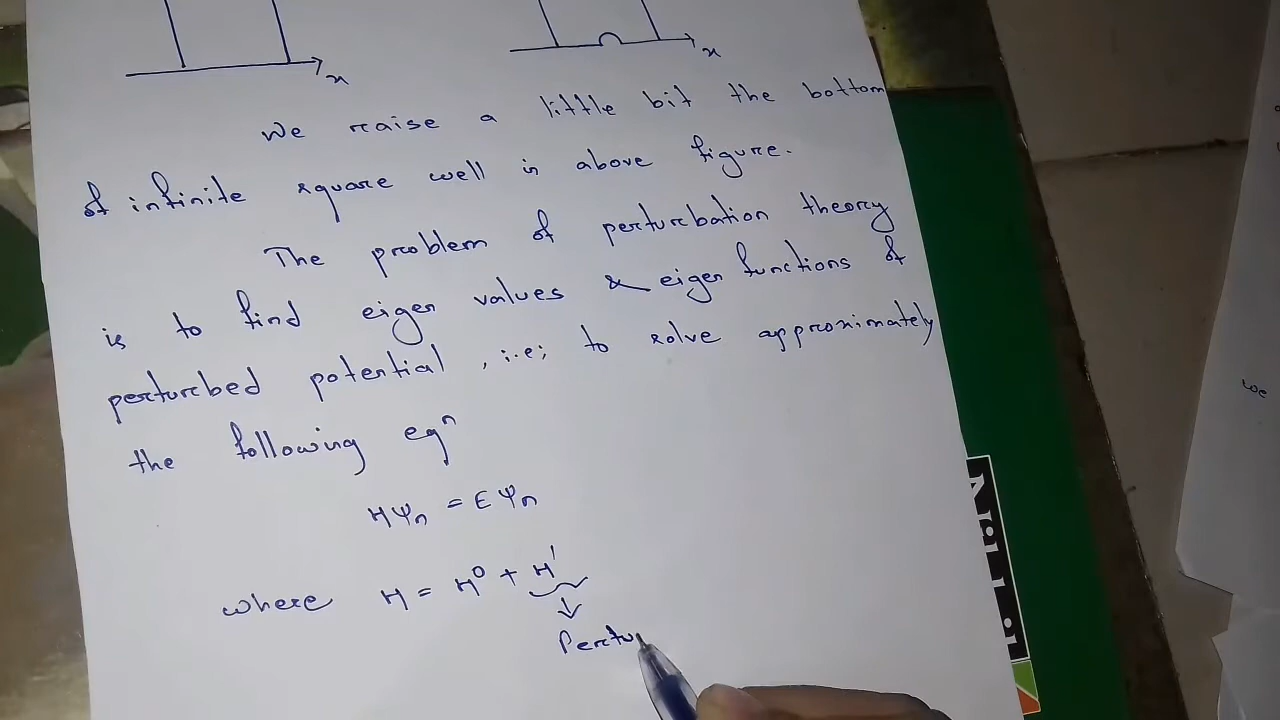 x x
We raise a little bit the bottom
of infinite square well in above figure.
The problem of perturbation theory
is to find eigen values & eigen functions of
perturbed potential, i.e; to solve approximately
the following eqⁿ
Hψₙ = Eψₙ
where H = H⁰ + H'
↓
Pertu
We